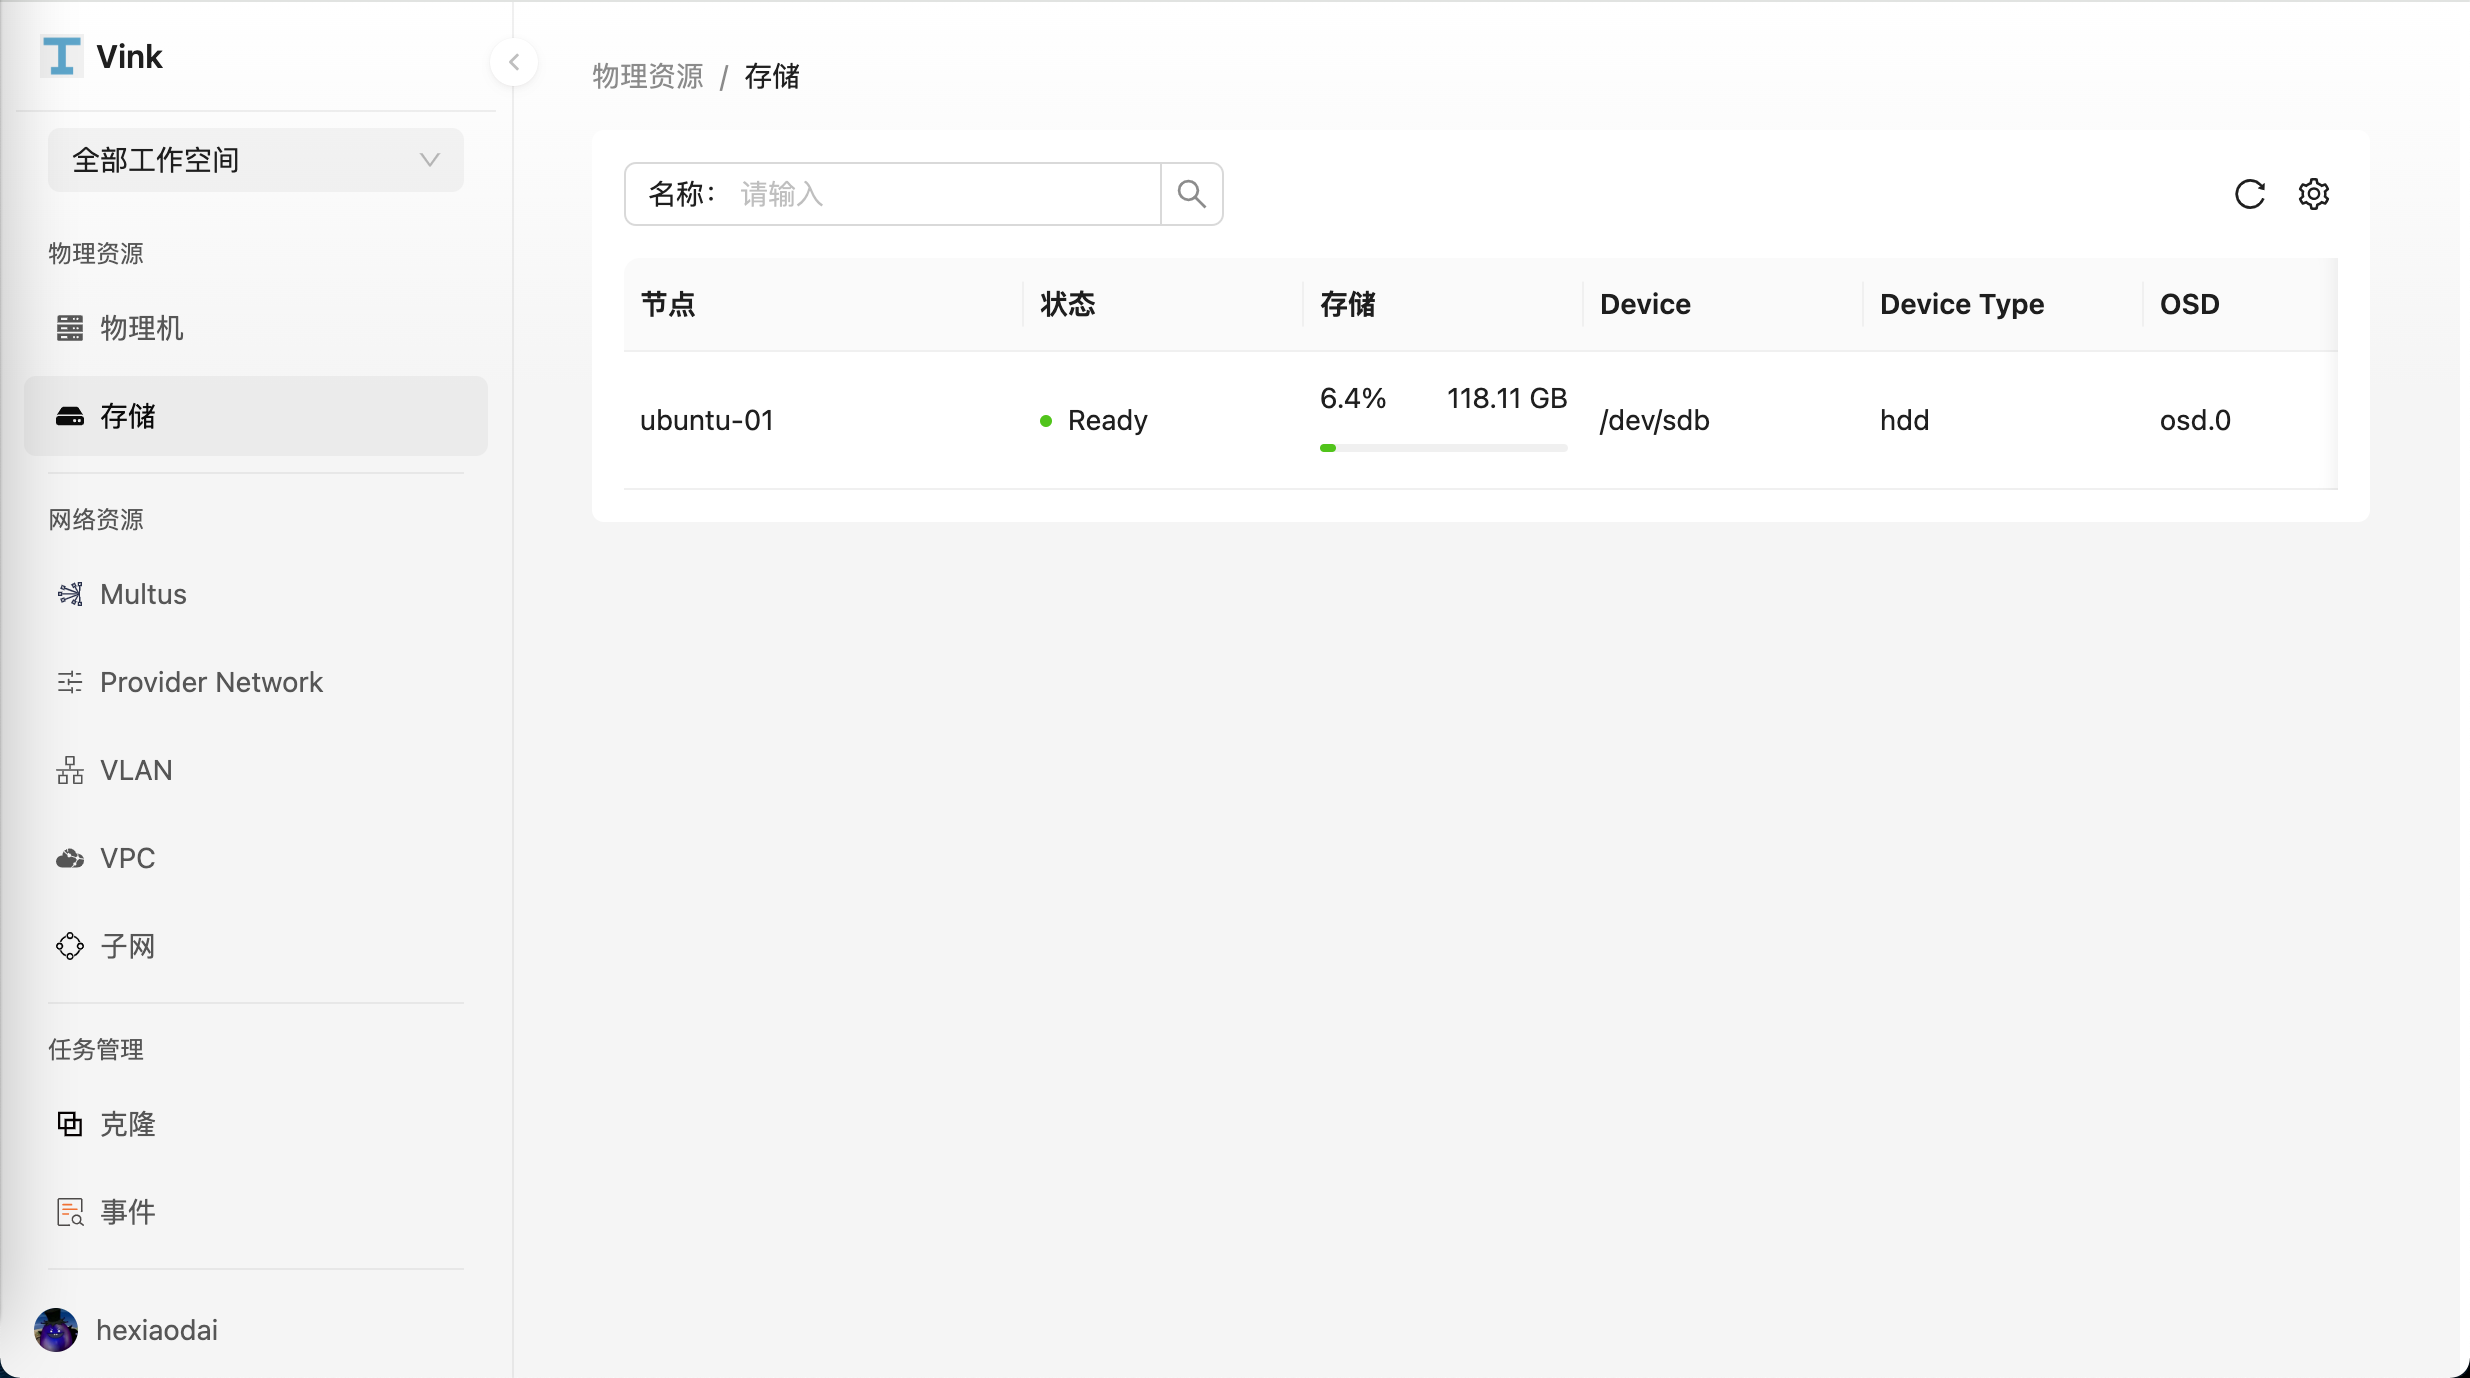 Vink
全部工作空间
物理资源
物理机
存储
网络资源
Multus
Provider Network
VLAN
VPC
子网
任务管理
克隆
事件
hexiaodai
物理资源 / 存储
名称： 请输入
节点 状态 存储 Device Device Type OSD
ubuntu-01 Ready 6.4% 118.11 GB /dev/sdb hdd osd.0